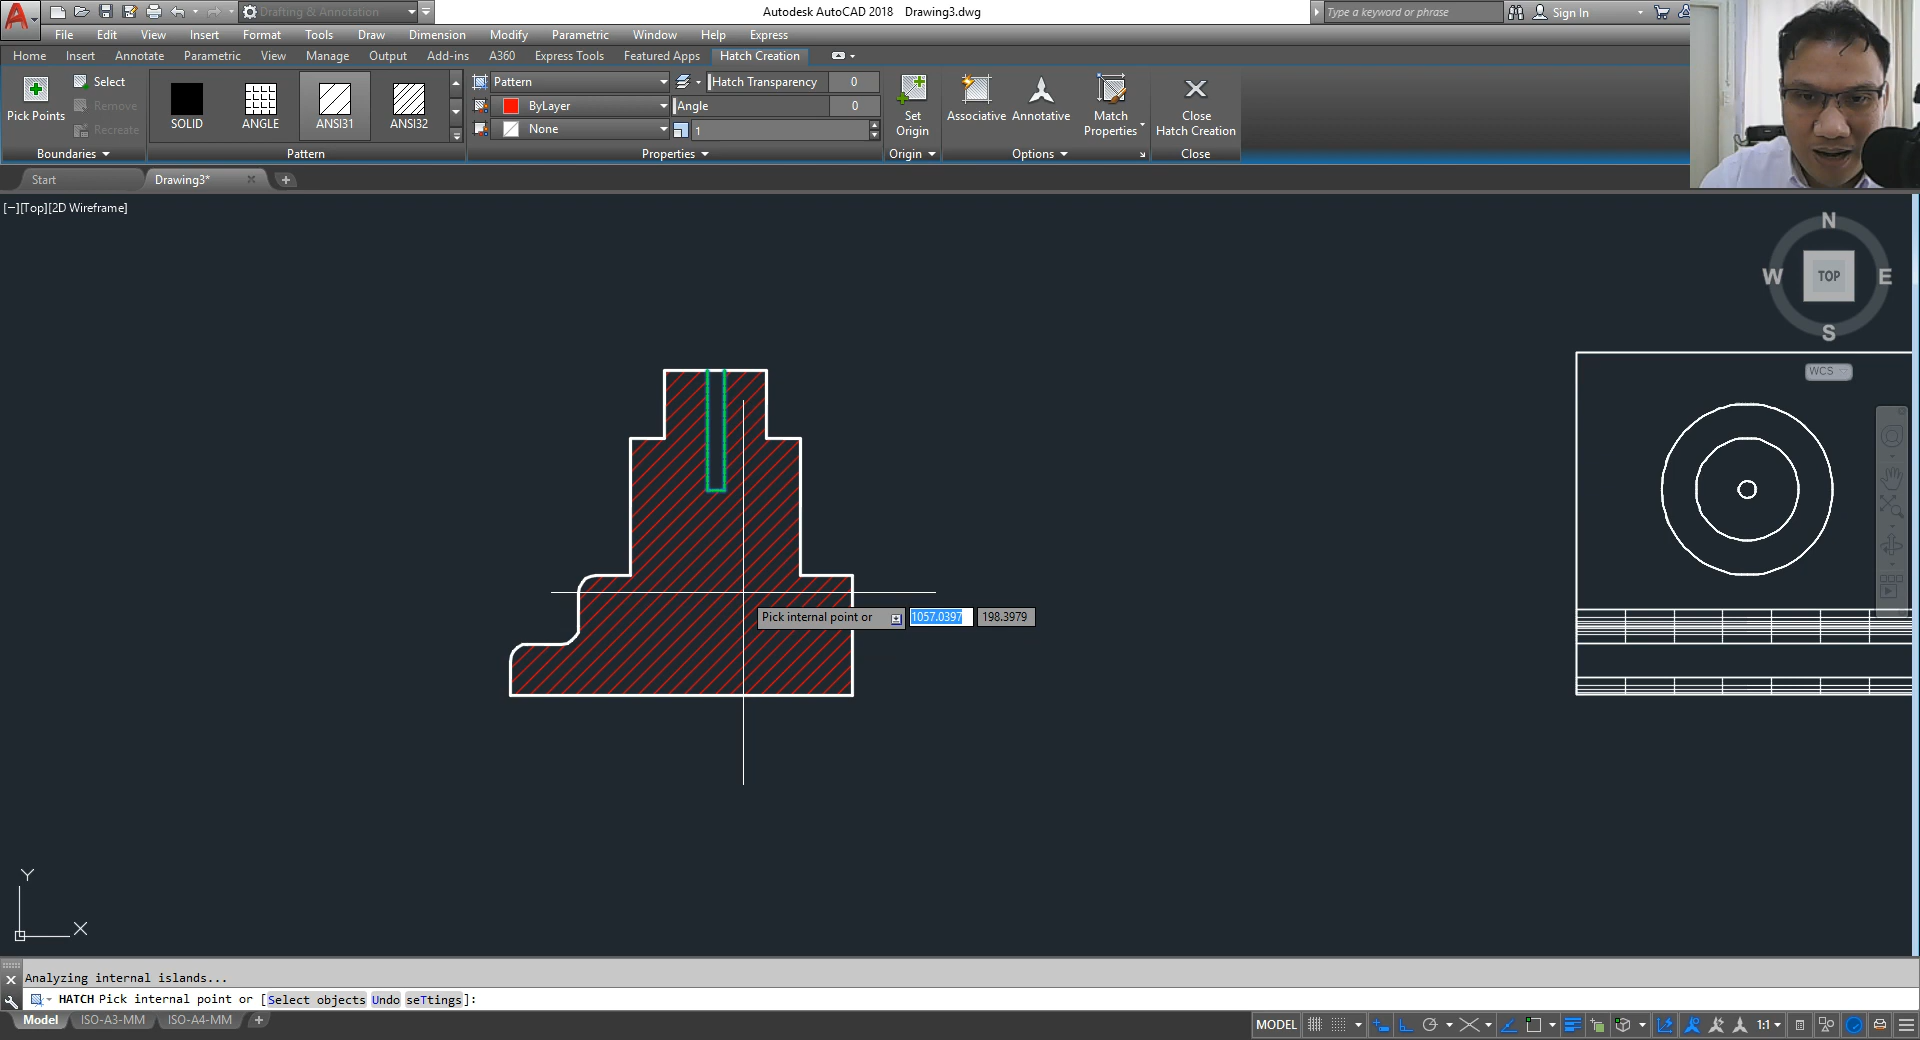 Drafting & Annotation
Autodesk AutoCAD 2018 Drawing3.dwg
Type a keyword or phrase
Sign In
File Edit View Insert Format Tools Draw Dimension Modify Parametric Window Help Express
Home Insert Annotate Parametric View Manage Output Add-ins A360 Express Tools Featured Apps Hatch Creation
Pick Points
Select
Remove
Recreate
Boundaries
SOLID
ANGLE
ANSI31
ANSI32
Pattern
Pattern
ByLayer
None
Hatch Transparency 0
Angle 0
1
Properties
Set
Origin
Origin
Associative
Annotative
Match
Properties
Options
Close
Hatch Creation
Close
Start
Drawing3*
[−][Top][2D Wireframe]
N
W
TOP
E
S
WCS
Pick internal point or
1057.0397
198.3979
Y
X
Analyzing internal islands...
HATCH Pick internal point or [Select objects Undo seTtings]:
Model ISO-A3-MM ISO-A4-MM
MODEL
1:1